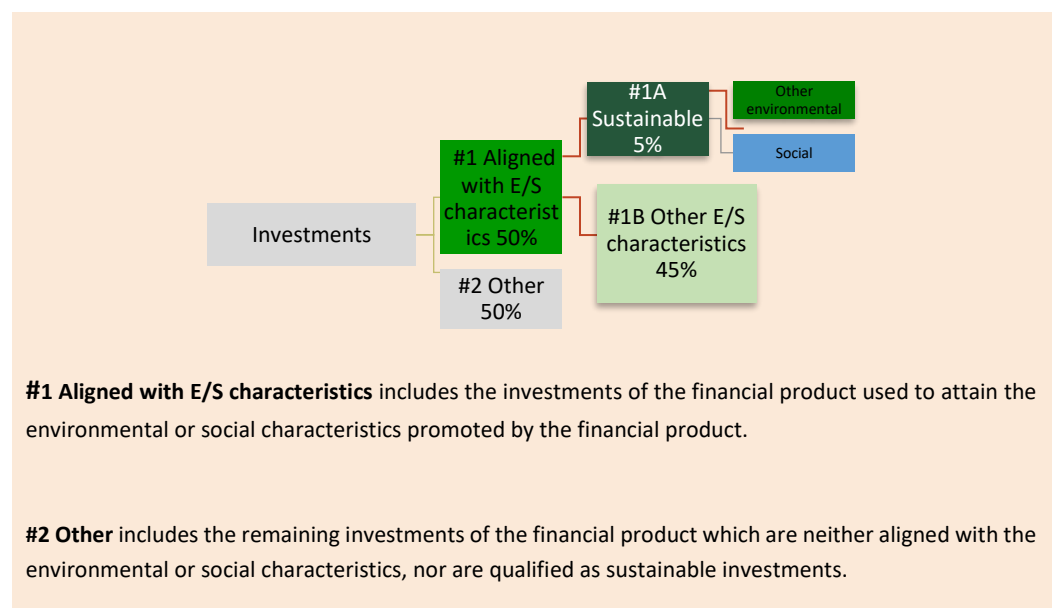 #1A
Sustainable
5%
Other
environmental
Social
#1 Aligned
with E/S
characterist
ics 50%
#1B Other E/S
characteristics
45%
Investments
#2 Other
50%
#1 Aligned with E/S characteristics includes the investments of the financial product used to attain the
environmental or social characteristics promoted by the financial product.
#2 Other includes the remaining investments of the financial product which are neither aligned with the
environmental or social characteristics, nor are qualified as sustainable investments.